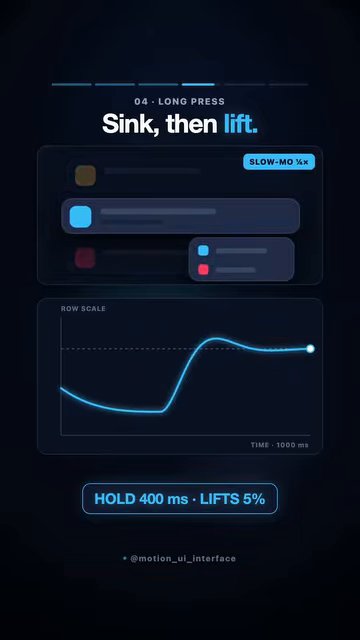 04 · LONG PRESS
Sink, then lift.
SLOW-MO ¼×
ROW SCALE
TIME · 1000 ms
HOLD 400 ms · LIFTS 5%
@motion_ui_interface